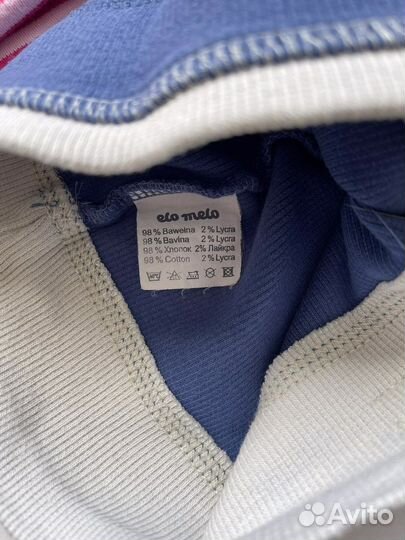 elo melo
98 % Bawełna 2 % Lycra
98 % Bavlna 2 % Lycra
98 % Хлопок 2% Лайкра
98 % Cotton 2 % Lycra
Avito